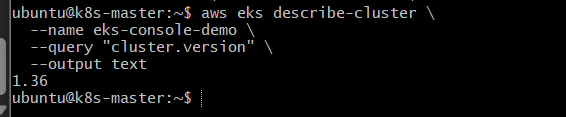 ubuntu@k8s-master:~$ aws eks describe-cluster \
  --name eks-console-demo \
  --query "cluster.version" \
  --output text
1.36
ubuntu@k8s-master:~$